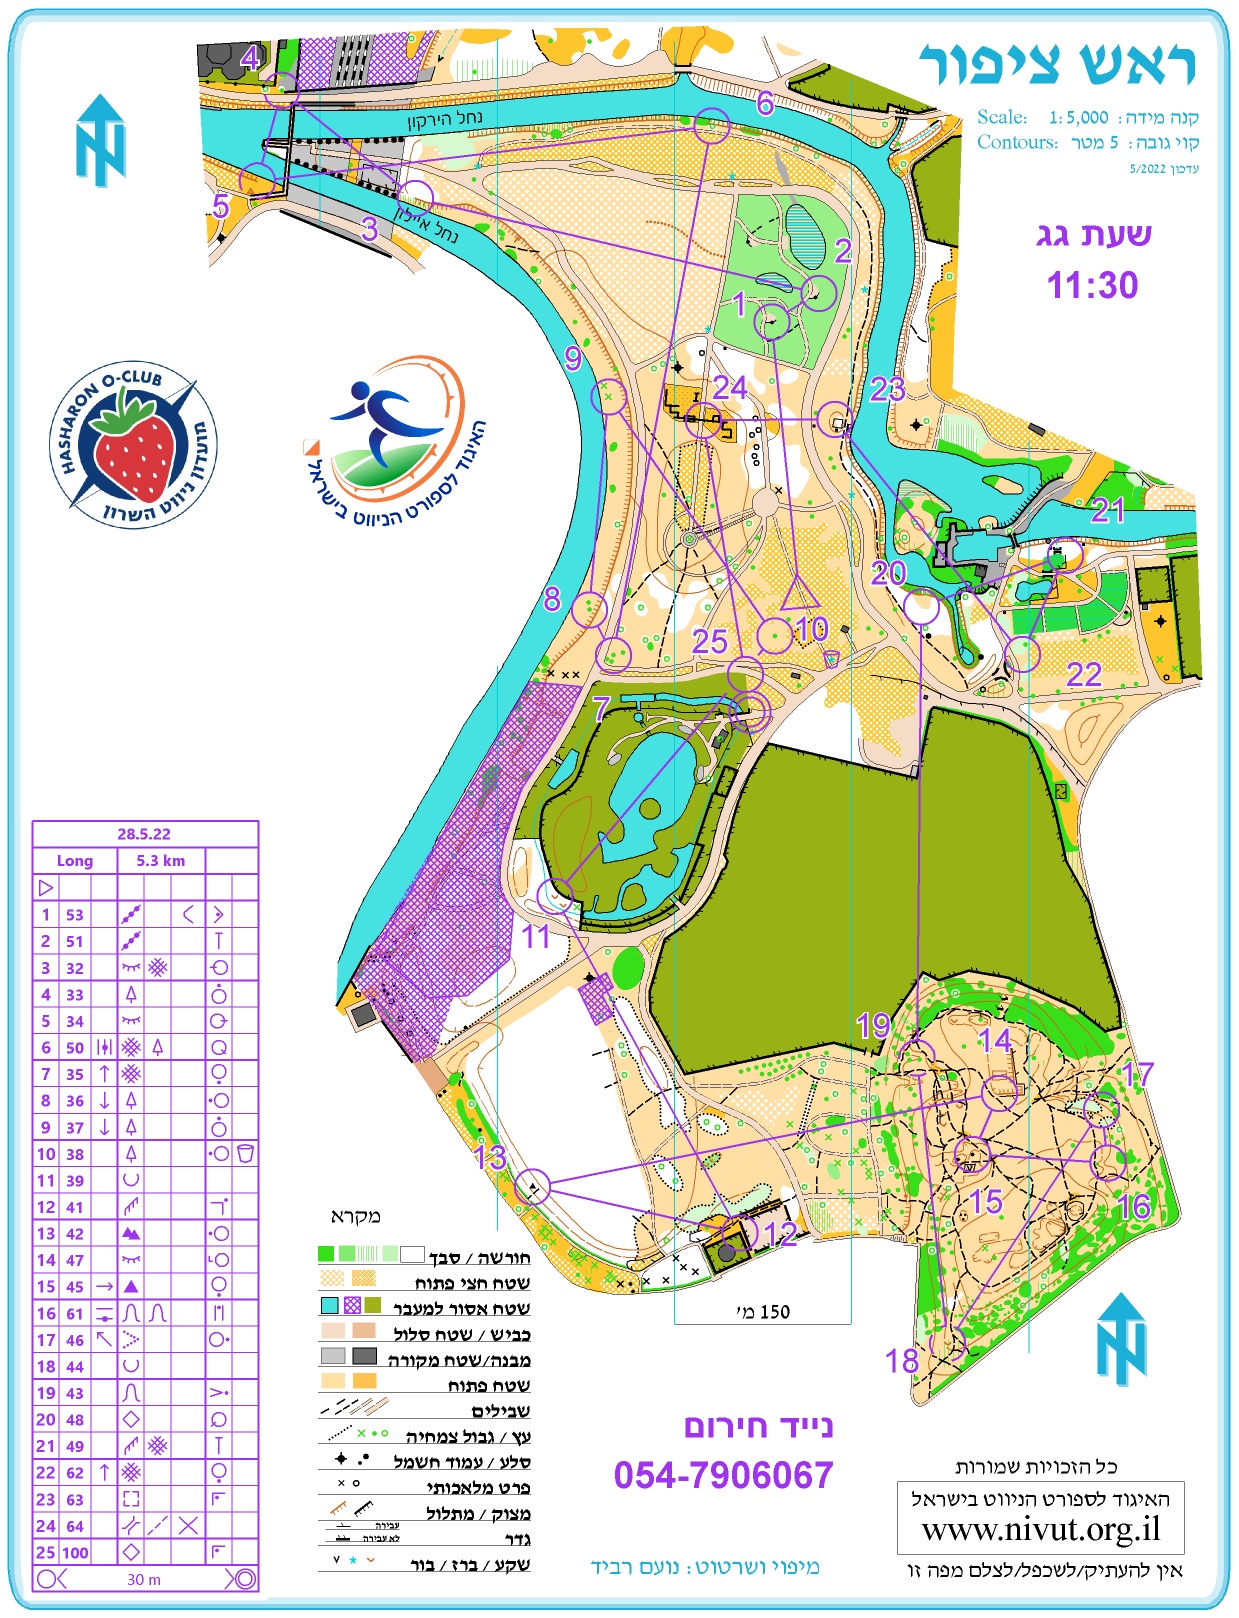 ראש ציפור
Scale: 1:5,000 קנה מידה:
Contours: קווי גובה: 5 מטר
עדכון 5/2022
שעת גג
11:30
נחל הירקון
נחל איילון
HASHARON O-CLUB
מועדון ניווט השרון
האיגוד לספורט הניווט בישראל
4
6
5
3
2
1
9
24
23
21
8
20
25
10
22
7
11
19
14
17
13
15
16
12
18
28.5.22
Long 5.3 km
1 53
2 51
3 32
4 33
5 34
6 50
7 35
8 36
9 37
10 38
11 39
12 41
13 42
14 47
15 45
16 61
17 46
18 44
19 43
20 48
21 49
22 62
23 63
24 64
25 100
30 m
מקרא
חורשה / סבך
שטח חצי פתוח
שטח אסור למעבר
כביש / שטח סלול
מבנה/שטח מקורה
שטח פתוח
שבילים
עץ / גבול צמחיה
סלע / עמוד חשמל
פרט מלאכותי
מצוק / מתלול
עבירה
גדר
לא עבירה
שקע / ברז / בור
150 מ'
נייד חירום
054-7906067
מיפוי ושרטוט: נועם רביד
כל הזכויות שמורות
האיגוד לספורט הניווט בישראל
www.nivut.org.il
אין להעתיק/לשכפל/לצלם מפה זו